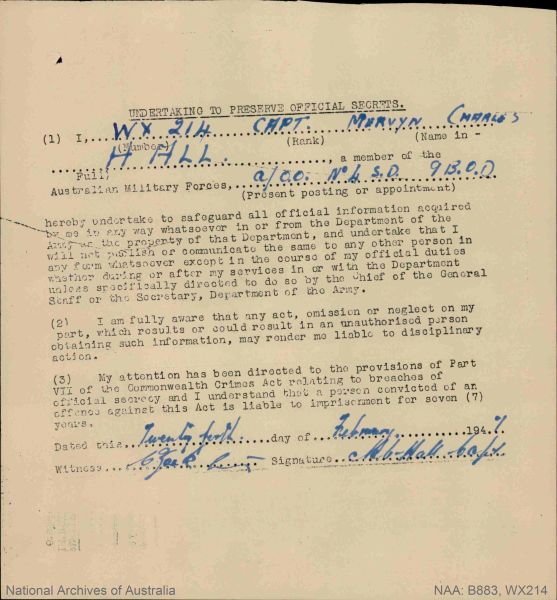 UNDERTAKING TO PRESERVE OFFICIAL SECRETS.
(1) I, WX 214 CAPT. MERVYN CHARLES
(Number) (Rank) (Name in -
HALL.
Full) , a member of the
Australian Military Forces, a/OO. No 4 S.D. 9 B.O.D
(Present posting or appointment)
hereby undertake to safeguard all official information acquired
by me in any way whatsoever in or from the Department of the
Army as the property of that Department, and undertake that I
will not publish or communicate the same to any other person in
any form whatsoever except in the course of my official duties
whether during or after my services in or with the Department
unless specifically directed to do so by the Chief of the General
Staff or the Secretary, Department of the Army.
(2) I am fully aware that any act, omission or neglect on my
part, which results or could result in an unauthorised person
obtaining such information, may render me liable to disciplinary
action.
(3) My attention has been directed to the provisions of Part
VII of the Commonwealth Crimes Act relating to breaches of
official secrecy and I understand that a person convicted of an
offence against this Act is liable to imprisonment for seven (7)
years.
Dated this Twenty forth day of February 1947
Witness Signature M C Hall Capt
National Archives of Australia
NAA: B883, WX214